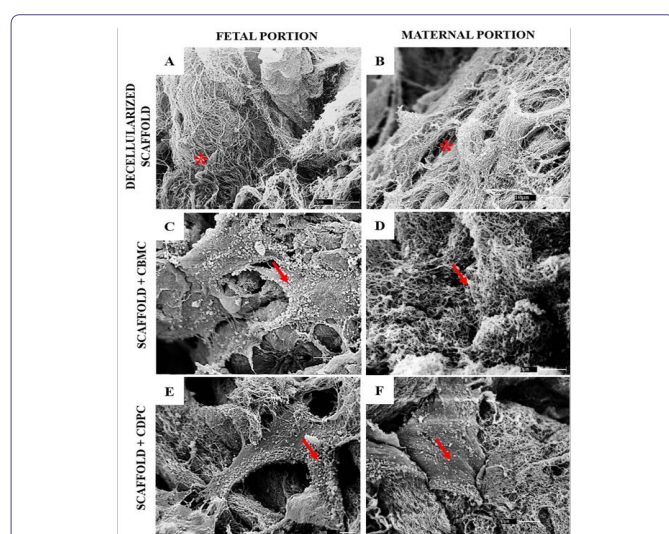 FETAL PORTION
MATERNAL PORTION
DECELLULARIZED
SCAFFOLD
A
B
SCAFFOLD + CBMC
C
D
SCAFFOLD + CDPC
E
F